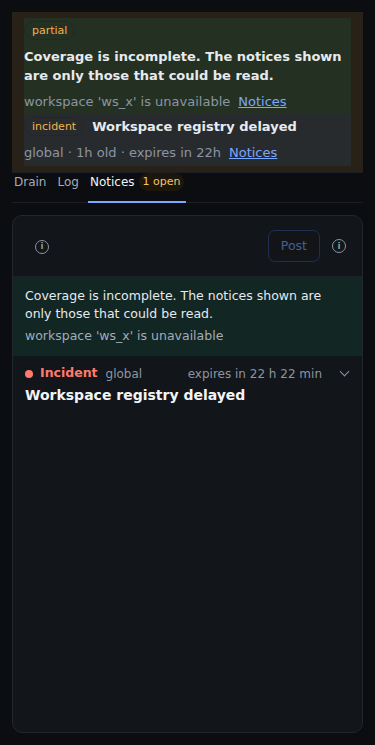 partial
Coverage is incomplete. The notices shown
are only those that could be read.
workspace 'ws_x' is unavailable Notices
incident Workspace registry delayed
global · 1h old · expires in 22h Notices
Drain Log Notices 1 open
Post
Coverage is incomplete. The notices shown are
only those that could be read.
workspace 'ws_x' is unavailable
Incident global expires in 22 h 22 min
Workspace registry delayed